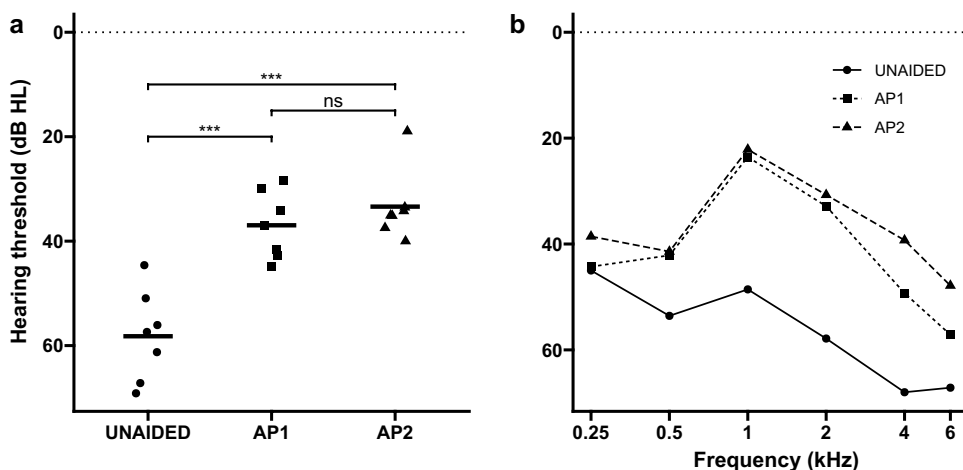 a
Hearing threshold (dB HL)
0
20
40
60
***
ns
***
UNAIDED AP1 AP2
b
0
20
40
60
UNAIDED
AP1
AP2
0.25 0.5 1 2 4 6
Frequency (kHz)